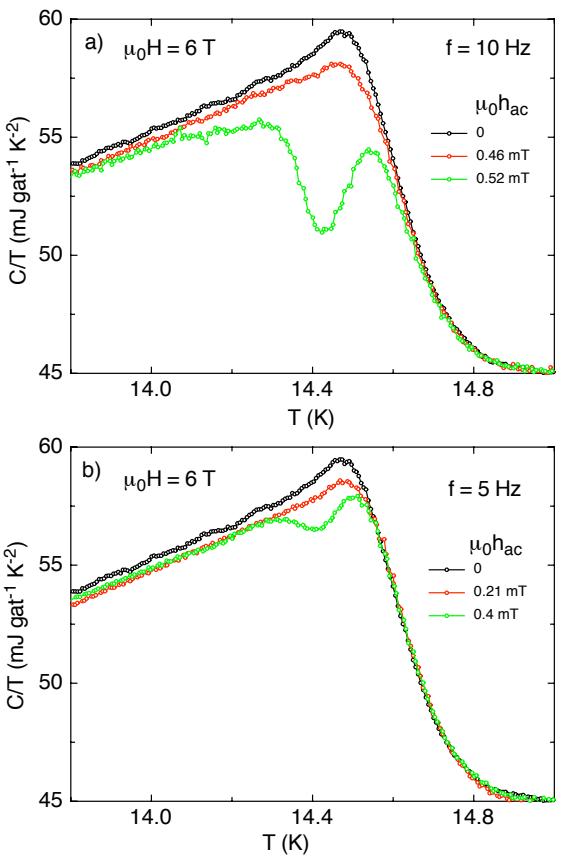 60
a)
μ0H = 6 T
f = 10 Hz
μ0hac
0
0.46 mT
0.52 mT
55
50
45
C/T (mJ gat-1 K-2)
14.0
14.4
14.8
T (K)
60
b)
μ0H = 6 T
f = 5 Hz
μ0hac
0
0.21 mT
0.4 mT
55
50
45
C/T (mJ gat-1 K-2)
14.0
14.4
14.8
T (K)